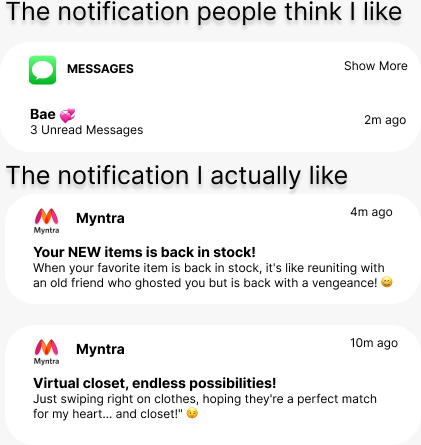 The notification people think I like
MESSAGES
Show More
Bae 💞
3 Unread Messages
2m ago
The notification I actually like
Myntra
Myntra
4m ago
Your NEW items is back in stock!
When your favorite item is back in stock, it's like reuniting with
an old friend who ghosted you but is back with a vengeance! 😄
Myntra
Myntra
10m ago
Virtual closet, endless possibilities!
Just swiping right on clothes, hoping they're a perfect match
for my heart... and closet!" 😉